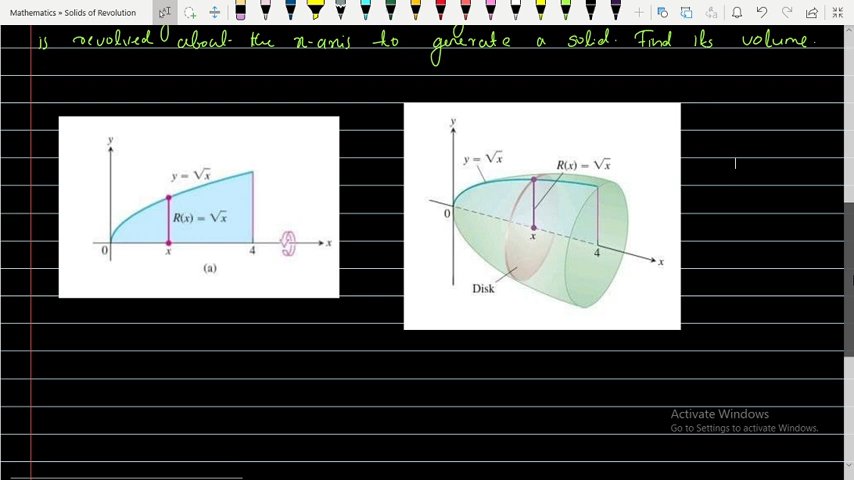 Mathematics » Solids of Revolution
is revolved about the x-axis to generate a solid. Find its volume.
y
y = √x
R(x) = √x
0
x
4
x
(a)
y
y = √x
R(x) = √x
0
x
4
x
Disk
Activate Windows
Go to Settings to activate Windows.